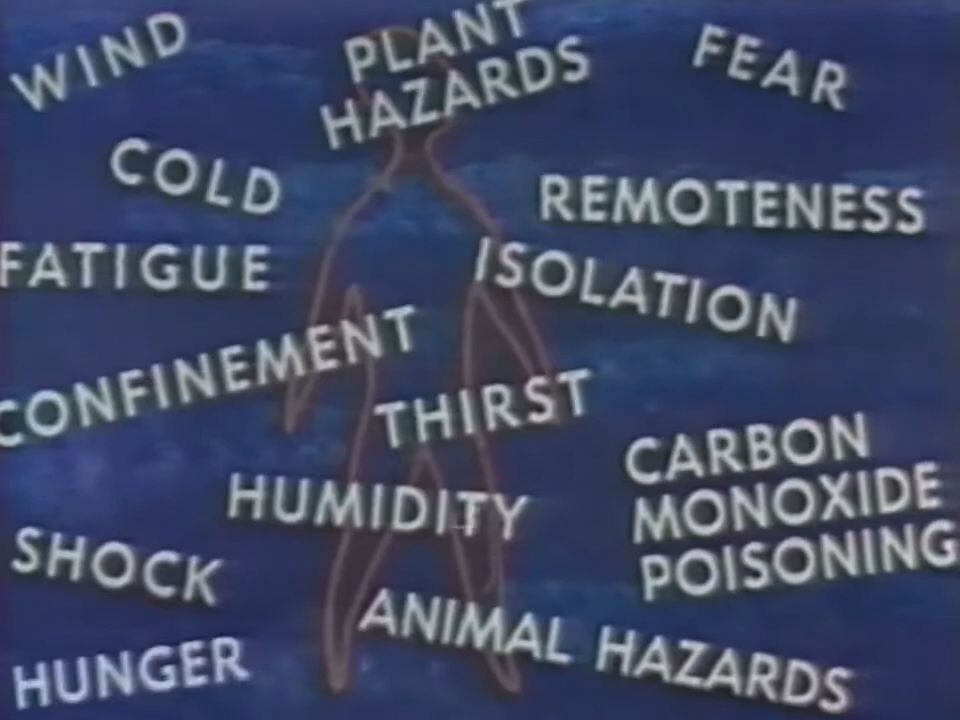 WIND
PLANT
HAZARDS
FEAR
COLD
REMOTENESS
FATIGUE
ISOLATION
CONFINEMENT
THIRST
CARBON
MONOXIDE
POISONING
HUMIDITY
SHOCK
ANIMAL HAZARDS
HUNGER